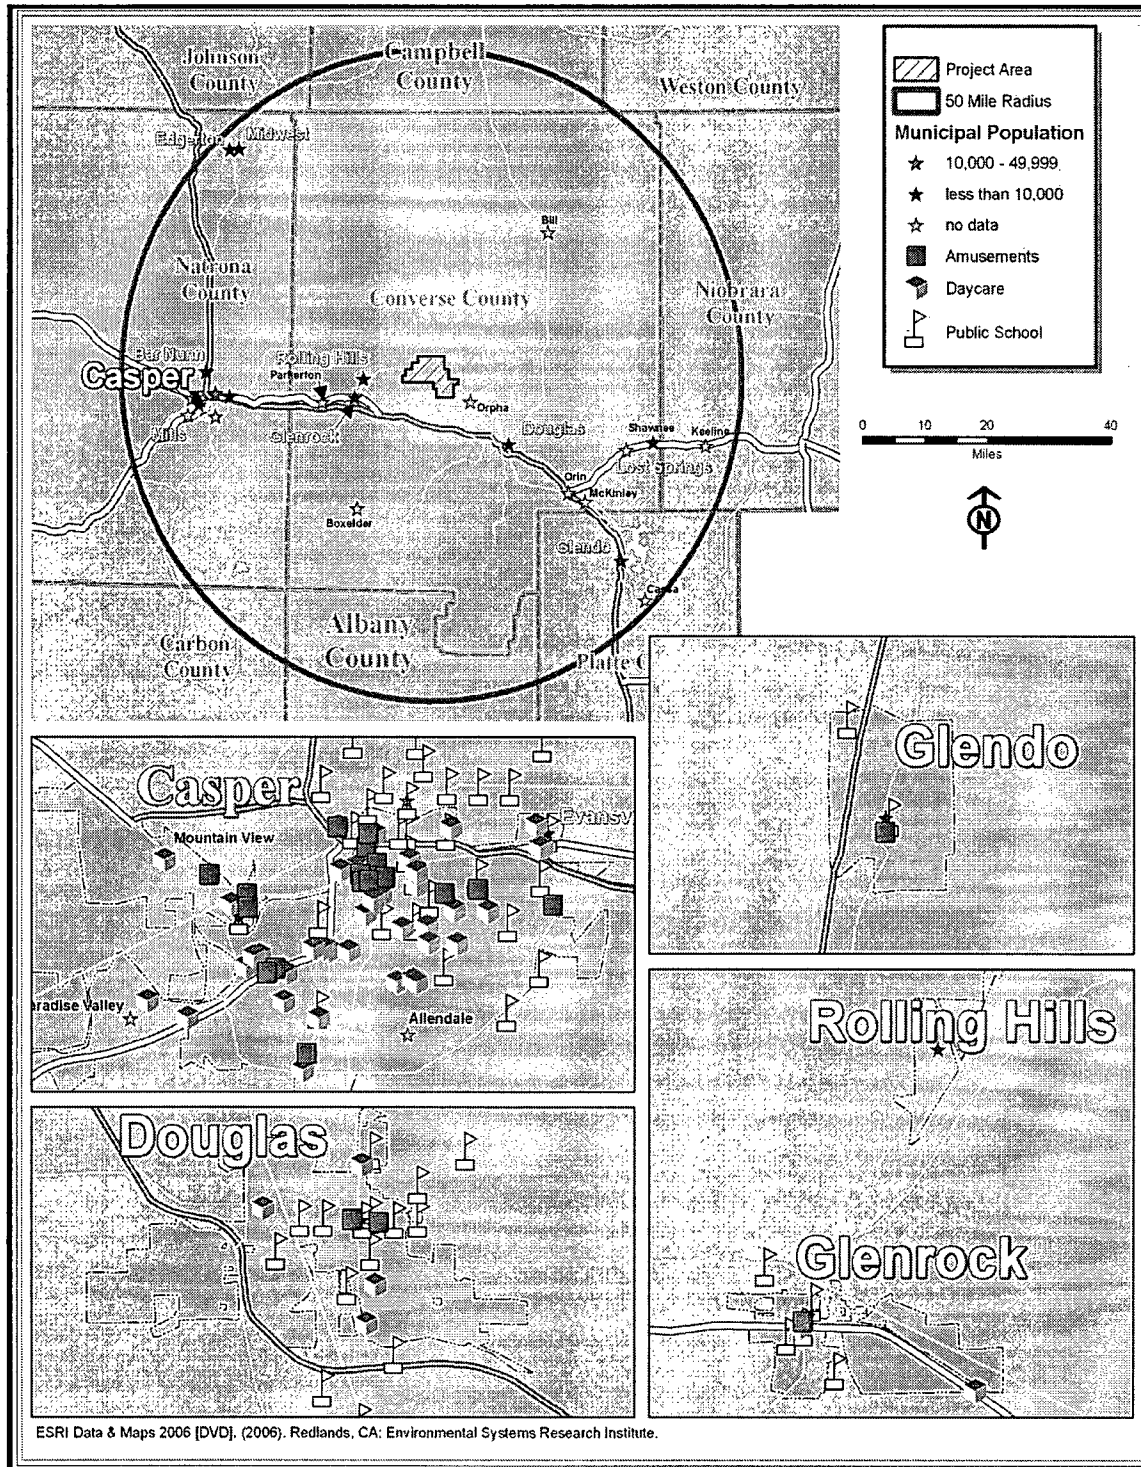 Johnson
County
Campbell
County
Weston County
Edgerton
Midwest
Bill
Natrona
County
Converse County
Niobrara
County
Bar Nunn
Rolling Hills
Casper
Parkerton
Orpha
Mills
Glenrock
Douglas
Shawnee
Keeline
Lost Springs
Orin
McKinley
Boxelder
Glendo
Cassa
Carbon
County
Albany
County
Platte C
Project Area
50 Mile Radius
Municipal Population
10,000 - 49,999
less than 10,000
no data
Amusements
Daycare
Public School
0 10 20 40
Miles
N
Glendo
Casper
Mountain View
Evansv
aradise Valley
Allendale
Rolling Hills
Glenrock
Douglas
ESRI Data & Maps 2006 [DVD]. (2006). Redlands, CA: Environmental Systems Research Institute.